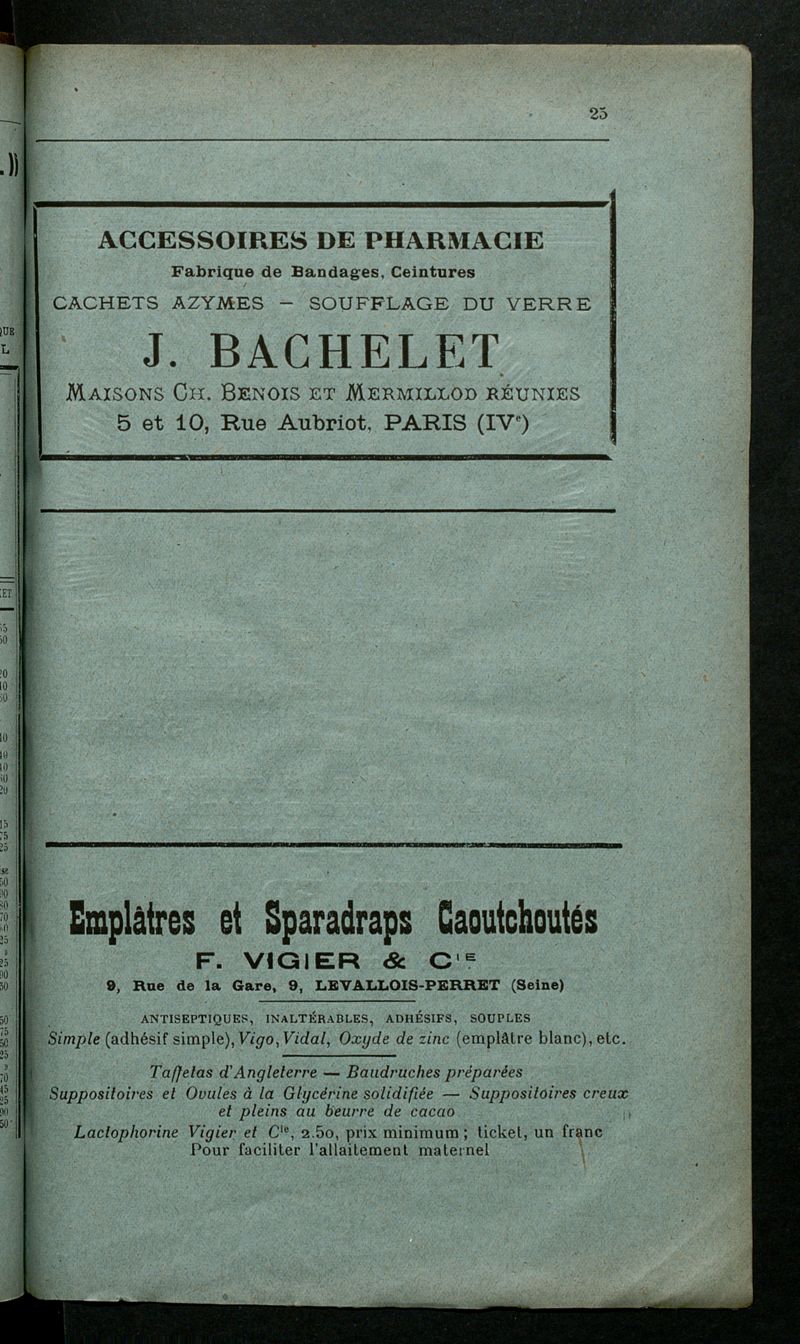 25
ACCESSOIRES DE PHARMACIE
Fabrique de Bandages, Ceintures
CACHETS AZYMES – SOUFFLAGE DU VERRE
J. BACHELET
MAISONS CH. BENOIS ET MERMILLOD RÉUNIES
5 et 10, Rue Aubriot, PARIS (IVe)
Emplâtres et Sparadraps Caoutchoutés
F. VIGIER & CIE
9, Rue de la Gare, 9, LEVALLOIS-PERRET (Seine)
ANTISEPTIQUES, INALTÉRABLES, ADHÉSIFS, SOUPLES
Simple (adhésif simple), Vigo, Vidal, Oxyde de zinc (emplâtre blanc), etc.
Taffetas d'Angleterre — Baudruches préparées
Suppositoires et Ovules à la Glycérine solidifiée — Suppositoires creux
et pleins au beurre de cacao
Lactophorine Vigier et Cie, 2.50, prix minimum ; ticket, un franc
Pour faciliter l'allaitement maternel